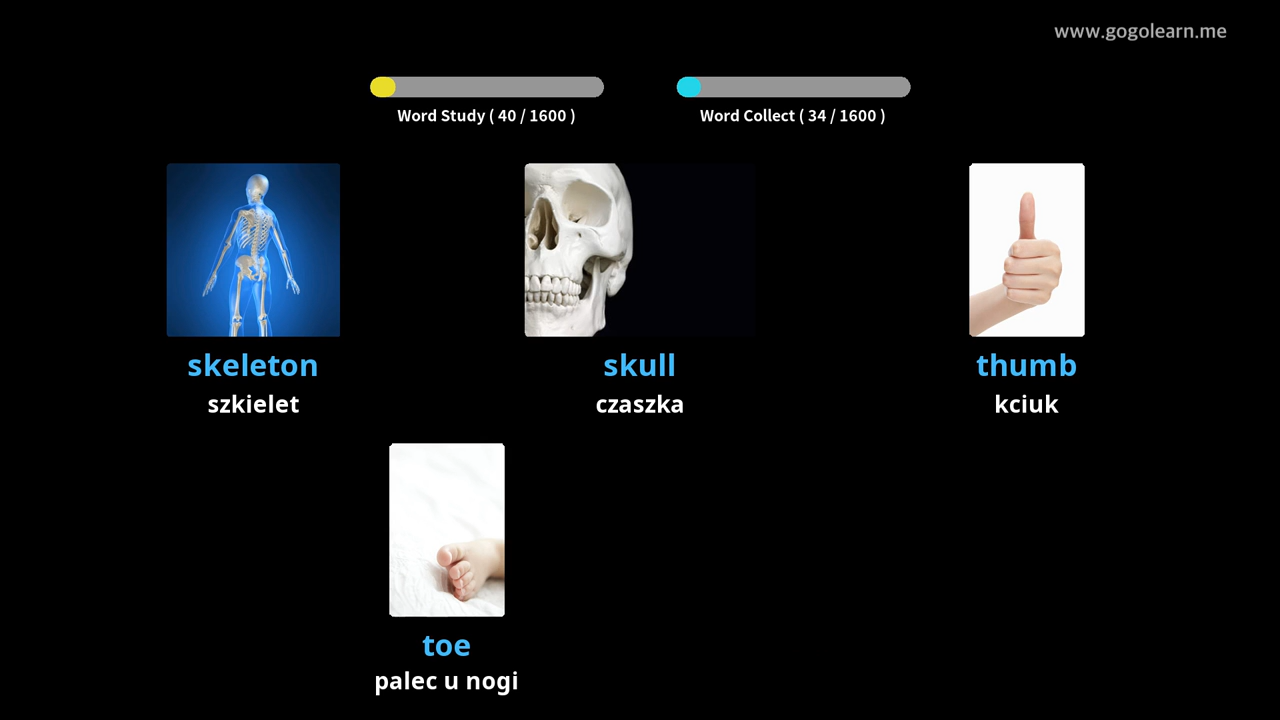 www.gogolearn.me
Word Study ( 40 / 1600 )
Word Collect ( 34 / 1600 )
skeleton
szkielet
skull
czaszka
thumb
kciuk
toe
palec u nogi